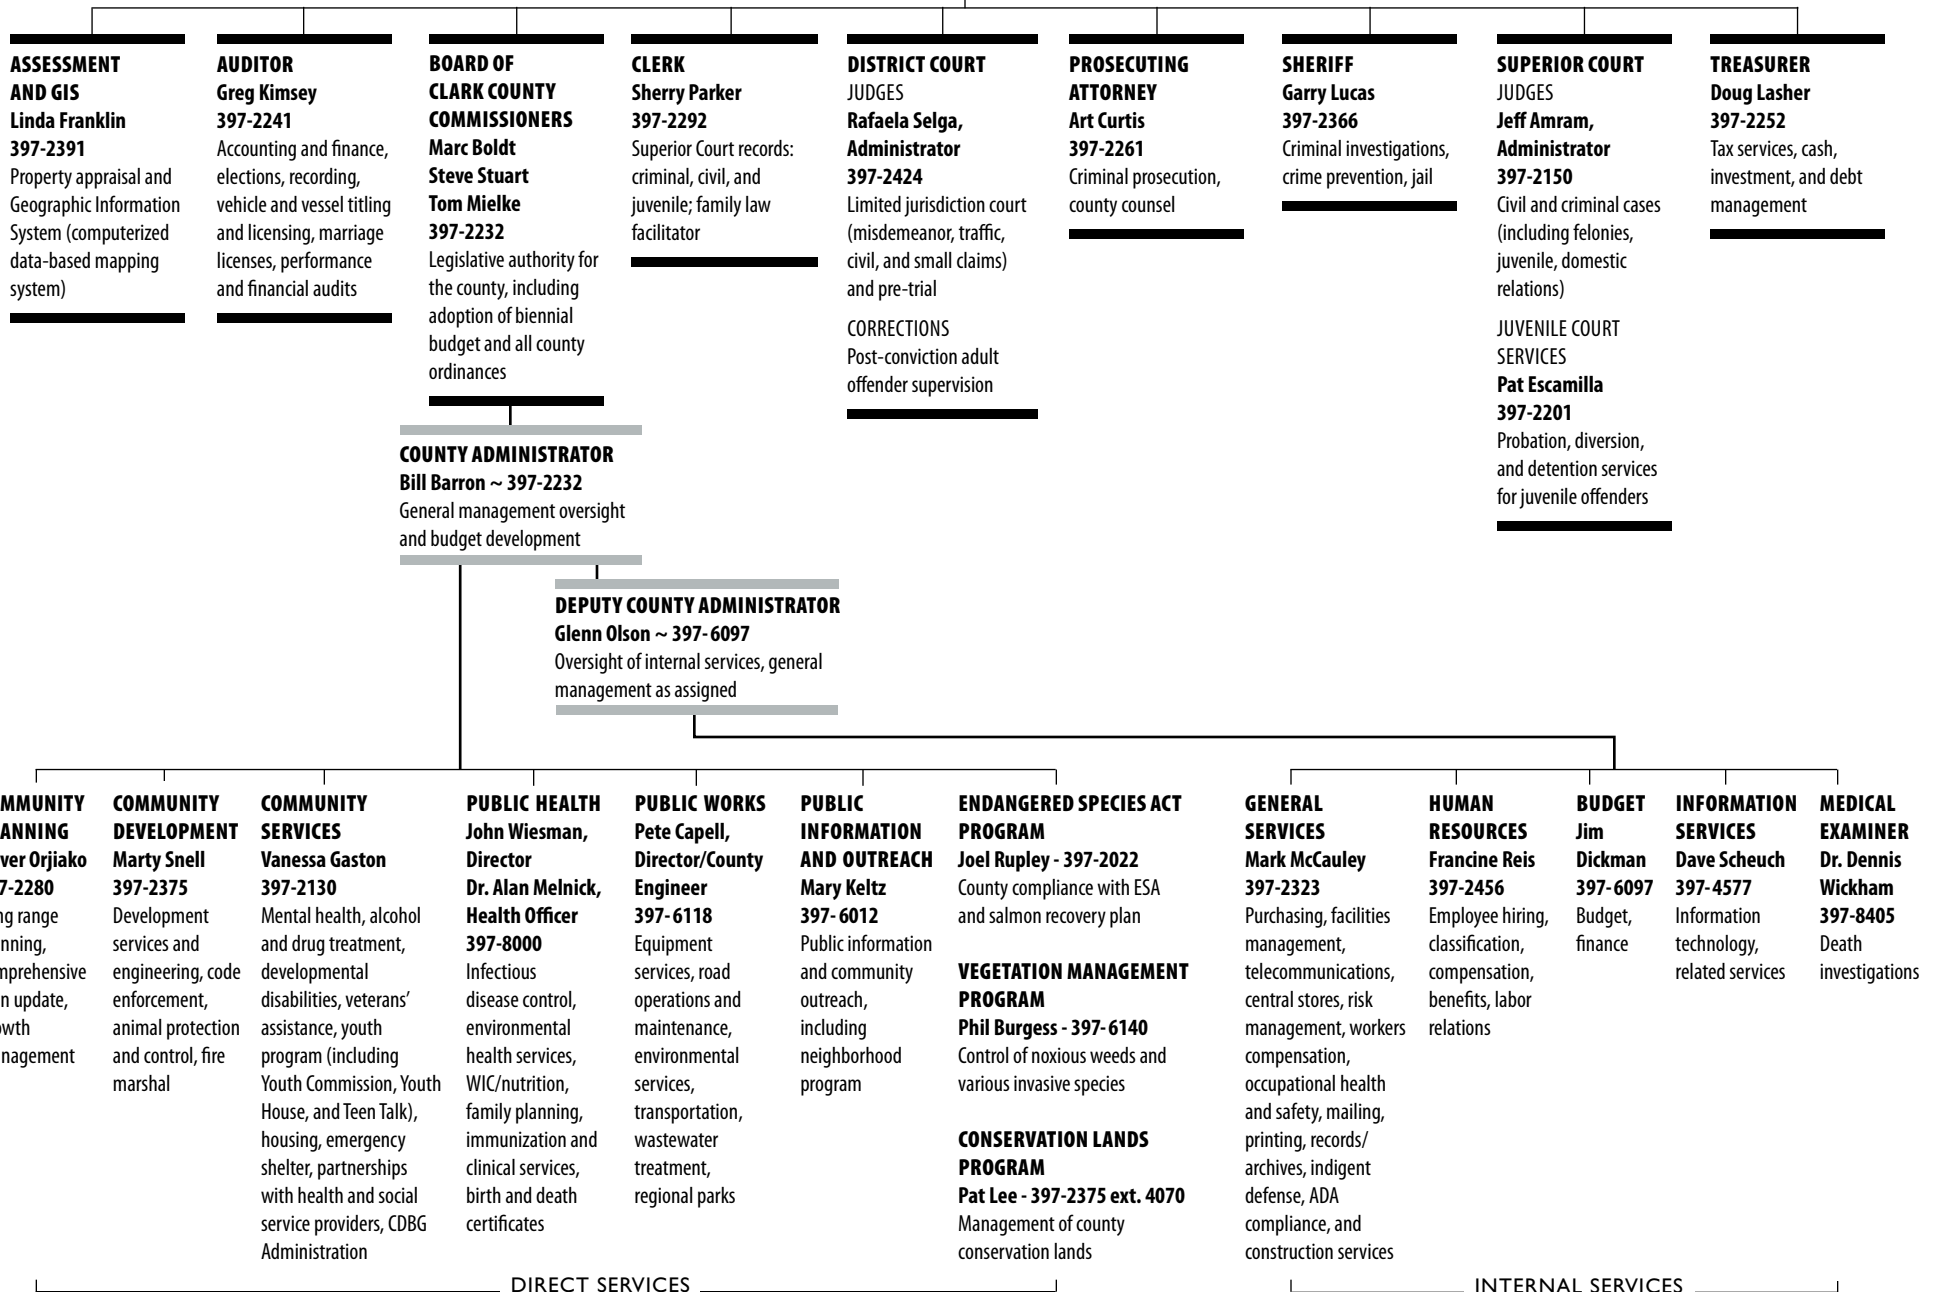 ASSESSMENT
AND GIS
Linda Franklin
397-2391
Property appraisal and
Geographic Information
System (computerized
data-based mapping
system)
AUDITOR
Greg Kimsey
397-2241
Accounting and finance,
elections, recording,
vehicle and vessel titling
and licensing, marriage
licenses, performance
and financial audits
BOARD OF
CLARK COUNTY
COMMISSIONERS
Marc Boldt
Steve Stuart
Tom Mielke
397-2232
Legislative authority for
the county, including
adoption of biennial
budget and all county
ordinances
CLERK
Sherry Parker
397-2292
Superior Court records:
criminal, civil, and
juvenile; family law
facilitator
DISTRICT COURT
JUDGES
Rafaela Selga,
Administrator
397-2424
Limited jurisdiction court
(misdemeanor, traffic,
civil, and small claims)
and pre-trial
CORRECTIONS
Post-conviction adult
offender supervision
PROSECUTING
ATTORNEY
Art Curtis
397-2261
Criminal prosecution,
county counsel
SHERIFF
Garry Lucas
397-2366
Criminal investigations,
crime prevention, jail
SUPERIOR COURT
JUDGES
Jeff Amram,
Administrator
397-2150
Civil and criminal cases
(including felonies,
juvenile, domestic
relations)
JUVENILE COURT
SERVICES
Pat Escamilla
397-2201
Probation, diversion,
and detention services
for juvenile offenders
TREASURER
Doug Lasher
397-2252
Tax services, cash,
investment, and debt
management
COUNTY ADMINISTRATOR
Bill Barron ~ 397-2232
General management oversight
and budget development
DEPUTY COUNTY ADMINISTRATOR
Glenn Olson ~ 397-6097
Oversight of internal services, general
management as assigned
MMUNITY
ANNING
ver Orjiako
7-2280
ng range
nning,
mprehensive
n update,
owth
nagement
COMMUNITY
DEVELOPMENT
Marty Snell
397-2375
Development
services and
engineering, code
enforcement,
animal protection
and control, fire
marshal
COMMUNITY
SERVICES
Vanessa Gaston
397-2130
Mental health, alcohol
and drug treatment,
developmental
disabilities, veterans’
assistance, youth
program (including
Youth Commission, Youth
House, and Teen Talk),
housing, emergency
shelter, partnerships
with health and social
service providers, CDBG
Administration
PUBLIC HEALTH
John Wiesman,
Director
Dr. Alan Melnick,
Health Officer
397-8000
Infectious
disease control,
environmental
health services,
WIC/nutrition,
family planning,
immunization and
clinical services,
birth and death
certificates
PUBLIC WORKS
Pete Capell,
Director/County
Engineer
397-6118
Equipment
services, road
operations and
maintenance,
environmental
services,
transportation,
wastewater
treatment,
regional parks
PUBLIC
INFORMATION
AND OUTREACH
Mary Keltz
397-6012
Public information
and community
outreach,
including
neighborhood
program
ENDANGERED SPECIES ACT
PROGRAM
Joel Rupley - 397-2022
County compliance with ESA
and salmon recovery plan
VEGETATION MANAGEMENT
PROGRAM
Phil Burgess - 397-6140
Control of noxious weeds and
various invasive species
CONSERVATION LANDS
PROGRAM
Pat Lee - 397-2375 ext. 4070
Management of county
conservation lands
GENERAL
SERVICES
Mark McCauley
397-2323
Purchasing, facilities
management,
telecommunications,
central stores, risk
management, workers
compensation,
occupational health
and safety, mailing,
printing, records/
archives, indigent
defense, ADA
compliance, and
construction services
HUMAN
RESOURCES
Francine Reis
397-2456
Employee hiring,
classification,
compensation,
benefits, labor
relations
BUDGET
Jim
Dickman
397-6097
Budget,
finance
INFORMATION
SERVICES
Dave Scheuch
397-4577
Information
technology,
related services
MEDICAL
EXAMINER
Dr. Dennis
Wickham
397-8405
Death
investigations
DIRECT SERVICES
INTERNAL SERVICES